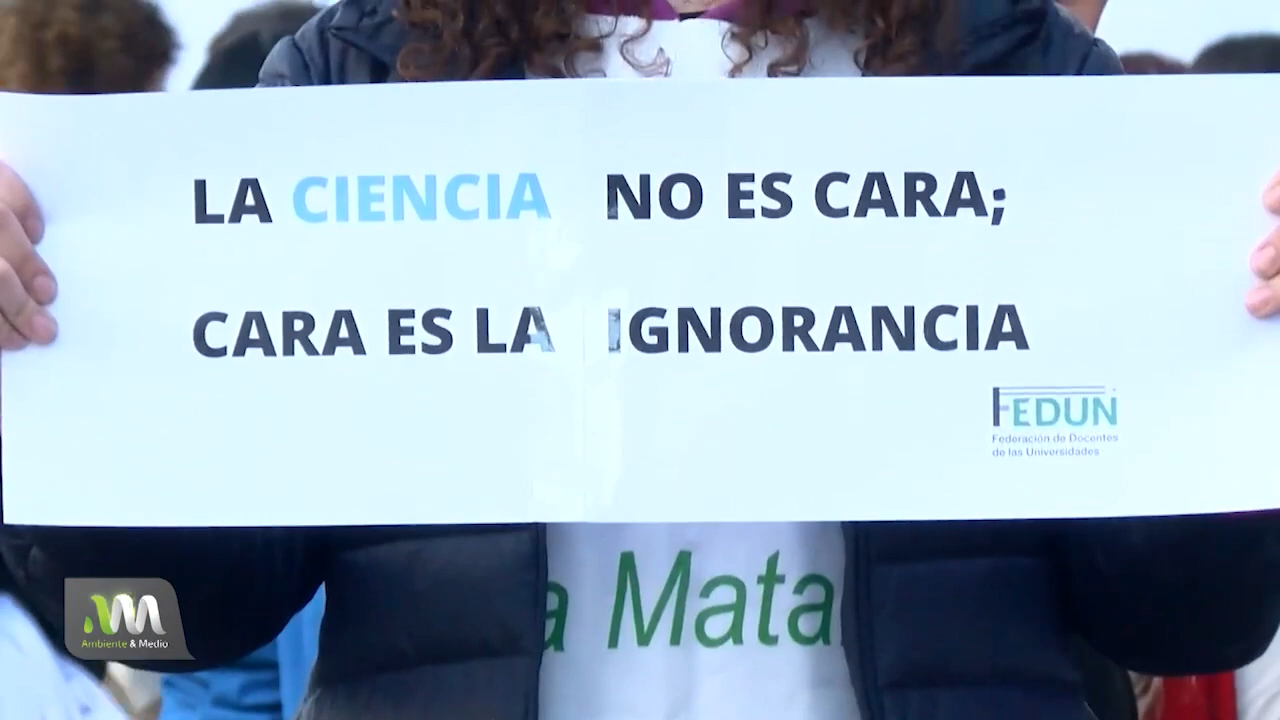 LA CIENCIA NO ES CARA;
CARA ES LA IGNORANCIA
FEDUN
Federación de Docentes
de las Universidades
a Mata
Ambiente & Medio